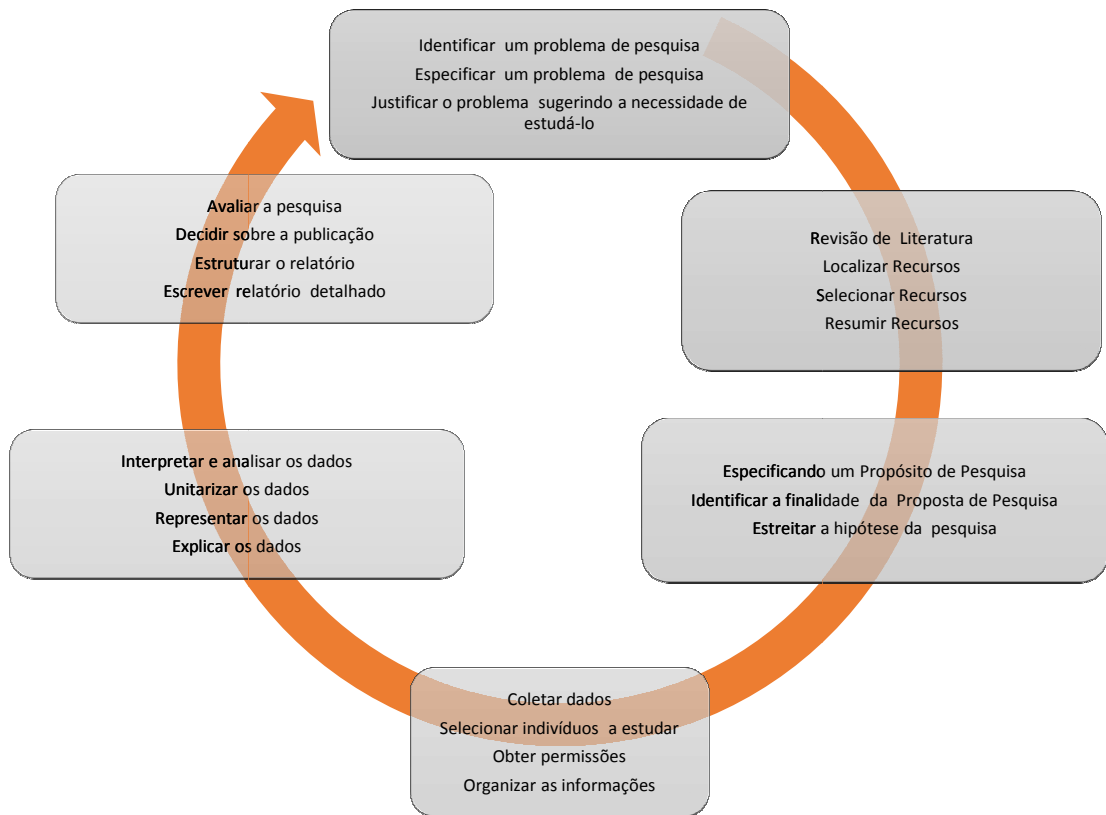 Identificar um problema de pesquisa
Especificar um problema de pesquisa
Justificar o problema sugerindo a necessidade de
estudá-lo
Revisão de Literatura
Localizar Recursos
Selecionar Recursos
Resumir Recursos
Especificando um Propósito de Pesquisa
Identificar a finalidade da Proposta de Pesquisa
Estreitar a hipótese da pesquisa
Coletar dados
Selecionar indivíduos a estudar
Obter permissões
Organizar as informações
Interpretar e analisar os dados
Unitarizar os dados
Representar os dados
Explicar os dados
Avaliar a pesquisa
Decidir sobre a publicação
Estruturar o relatório
Escrever relatório detalhado